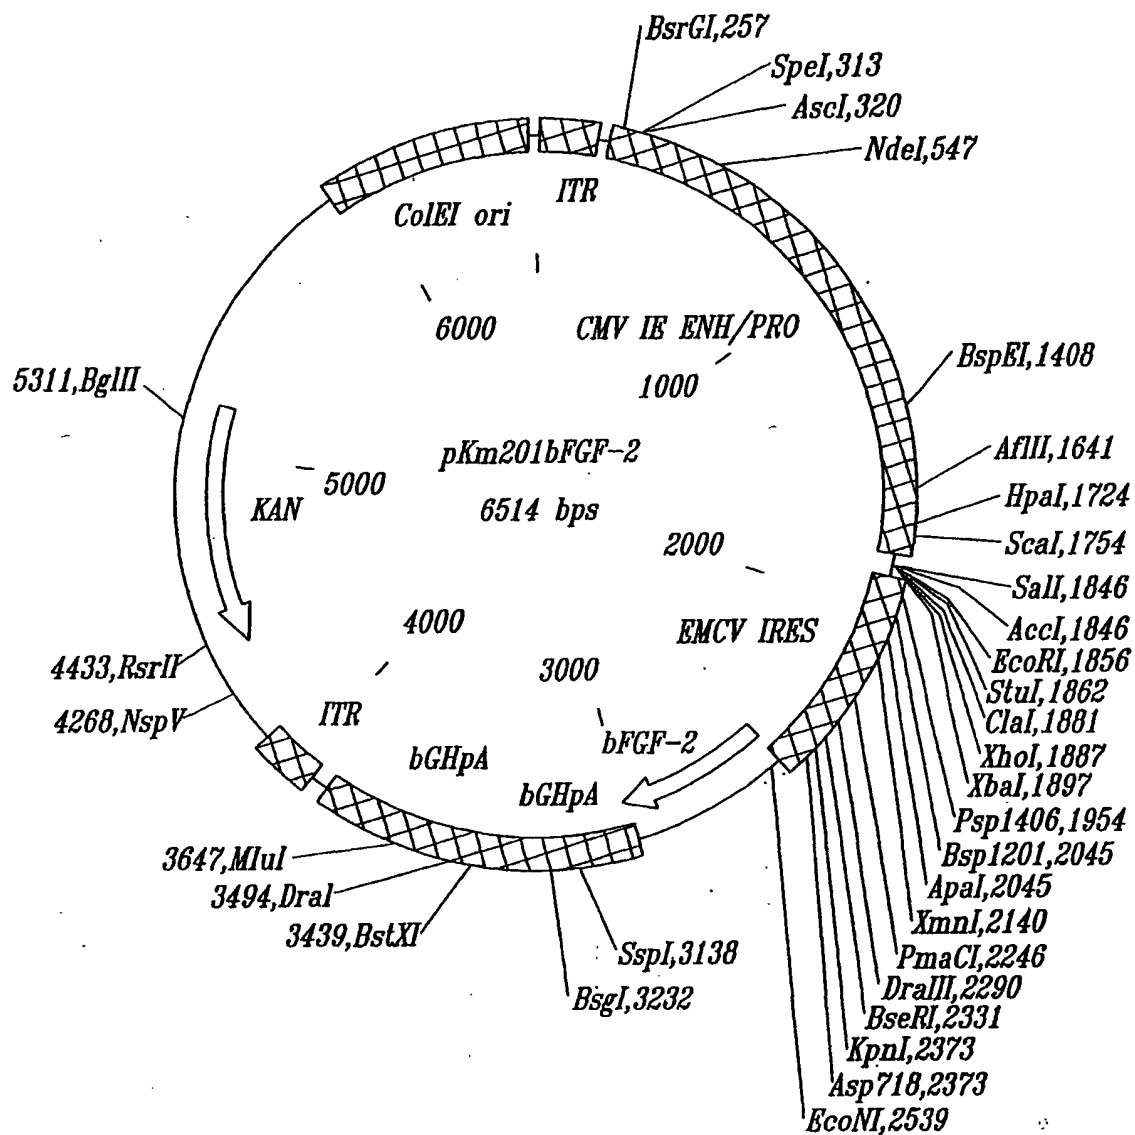 BsrGI,257
SpeI,313
AscI,320
NdeI,547
ITR
ColEI ori
6000
CMV IE ENH/PRO
1000
BspEI,1408
5311,BglII
AflII,1641
pKm201bFGF-2
5000
HpaI,1724
KAN
6514 bps
ScaI,1754
2000
SalI,1846
AccI,1846
4000
EMCV IRES
EcoRI,1856
4433,RsrII
3000
StuI,1862
4268,NspV
ITR
ClaI,1881
bFGF-2
XhoI,1887
bGHpA
XbaI,1897
bGHpA
Psp1406,1954
3647,MluI
Bsp1201,2045
3494,DraI
ApaI,2045
3439,BstXI
XmnI,2140
SspI,3138
PmaCI,2246
BsgI,3232
DraIII,2290
BseRI,2331
KpnI,2373
Asp718,2373
EcoNI,2539